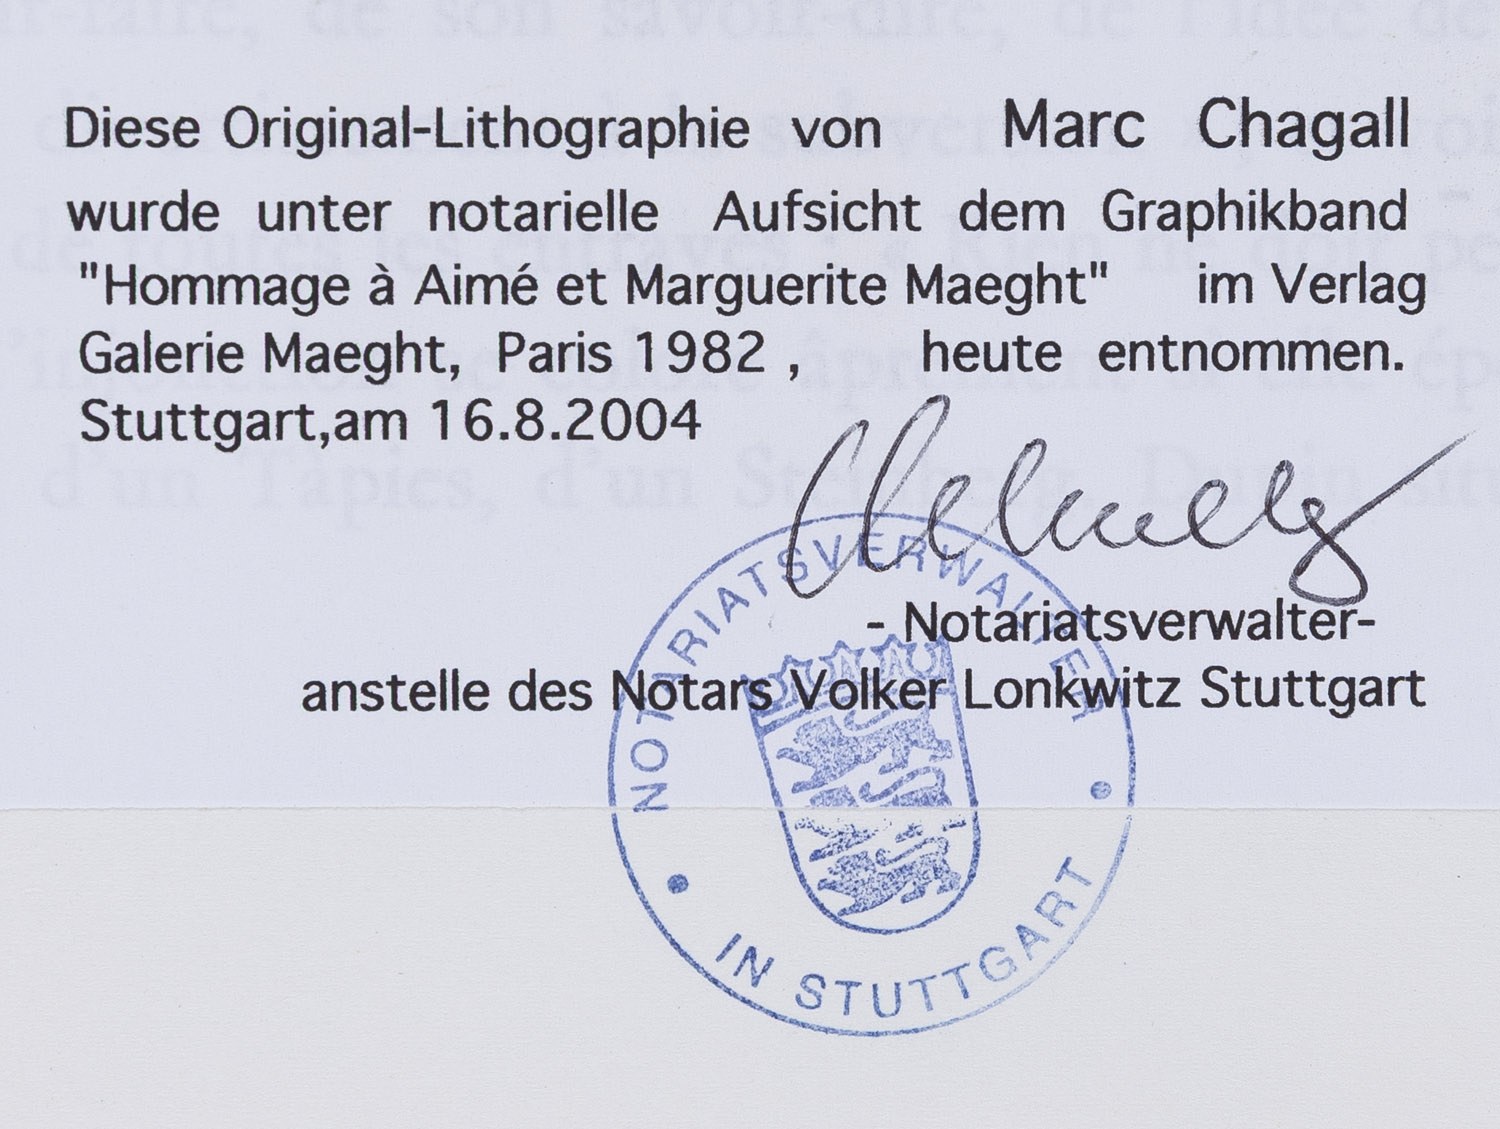 Diese Original-Lithographie von Marc Chagall
wurde unter notarielle Aufsicht dem Graphikband
"Hommage à Aimé et Marguerite Maeght" im Verlag
Galerie Maeght, Paris 1982 , heute entnommen.
Stuttgart,am 16.8.2004
- Notariatsverwalter-
anstelle des Notars Volker Lonkwitz Stuttgart
NOTARIATSVERWALTER
IN STUTTGART